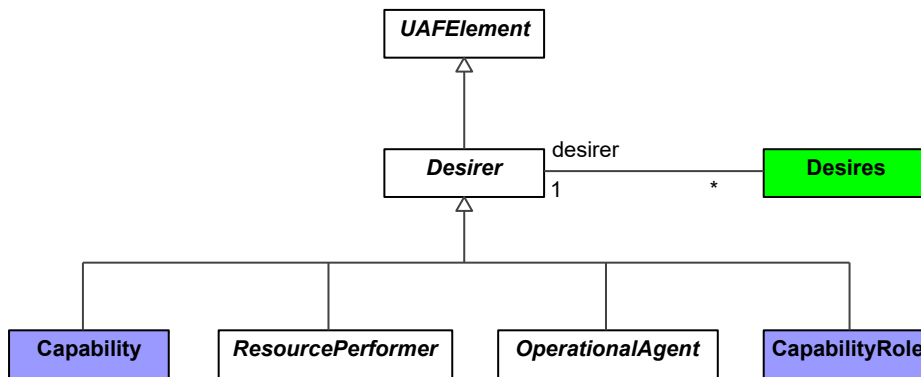 UAFElement
desirer
Desirer
Desires
1
*
Capability
ResourcePerformer
OperationalAgent
CapabilityRole